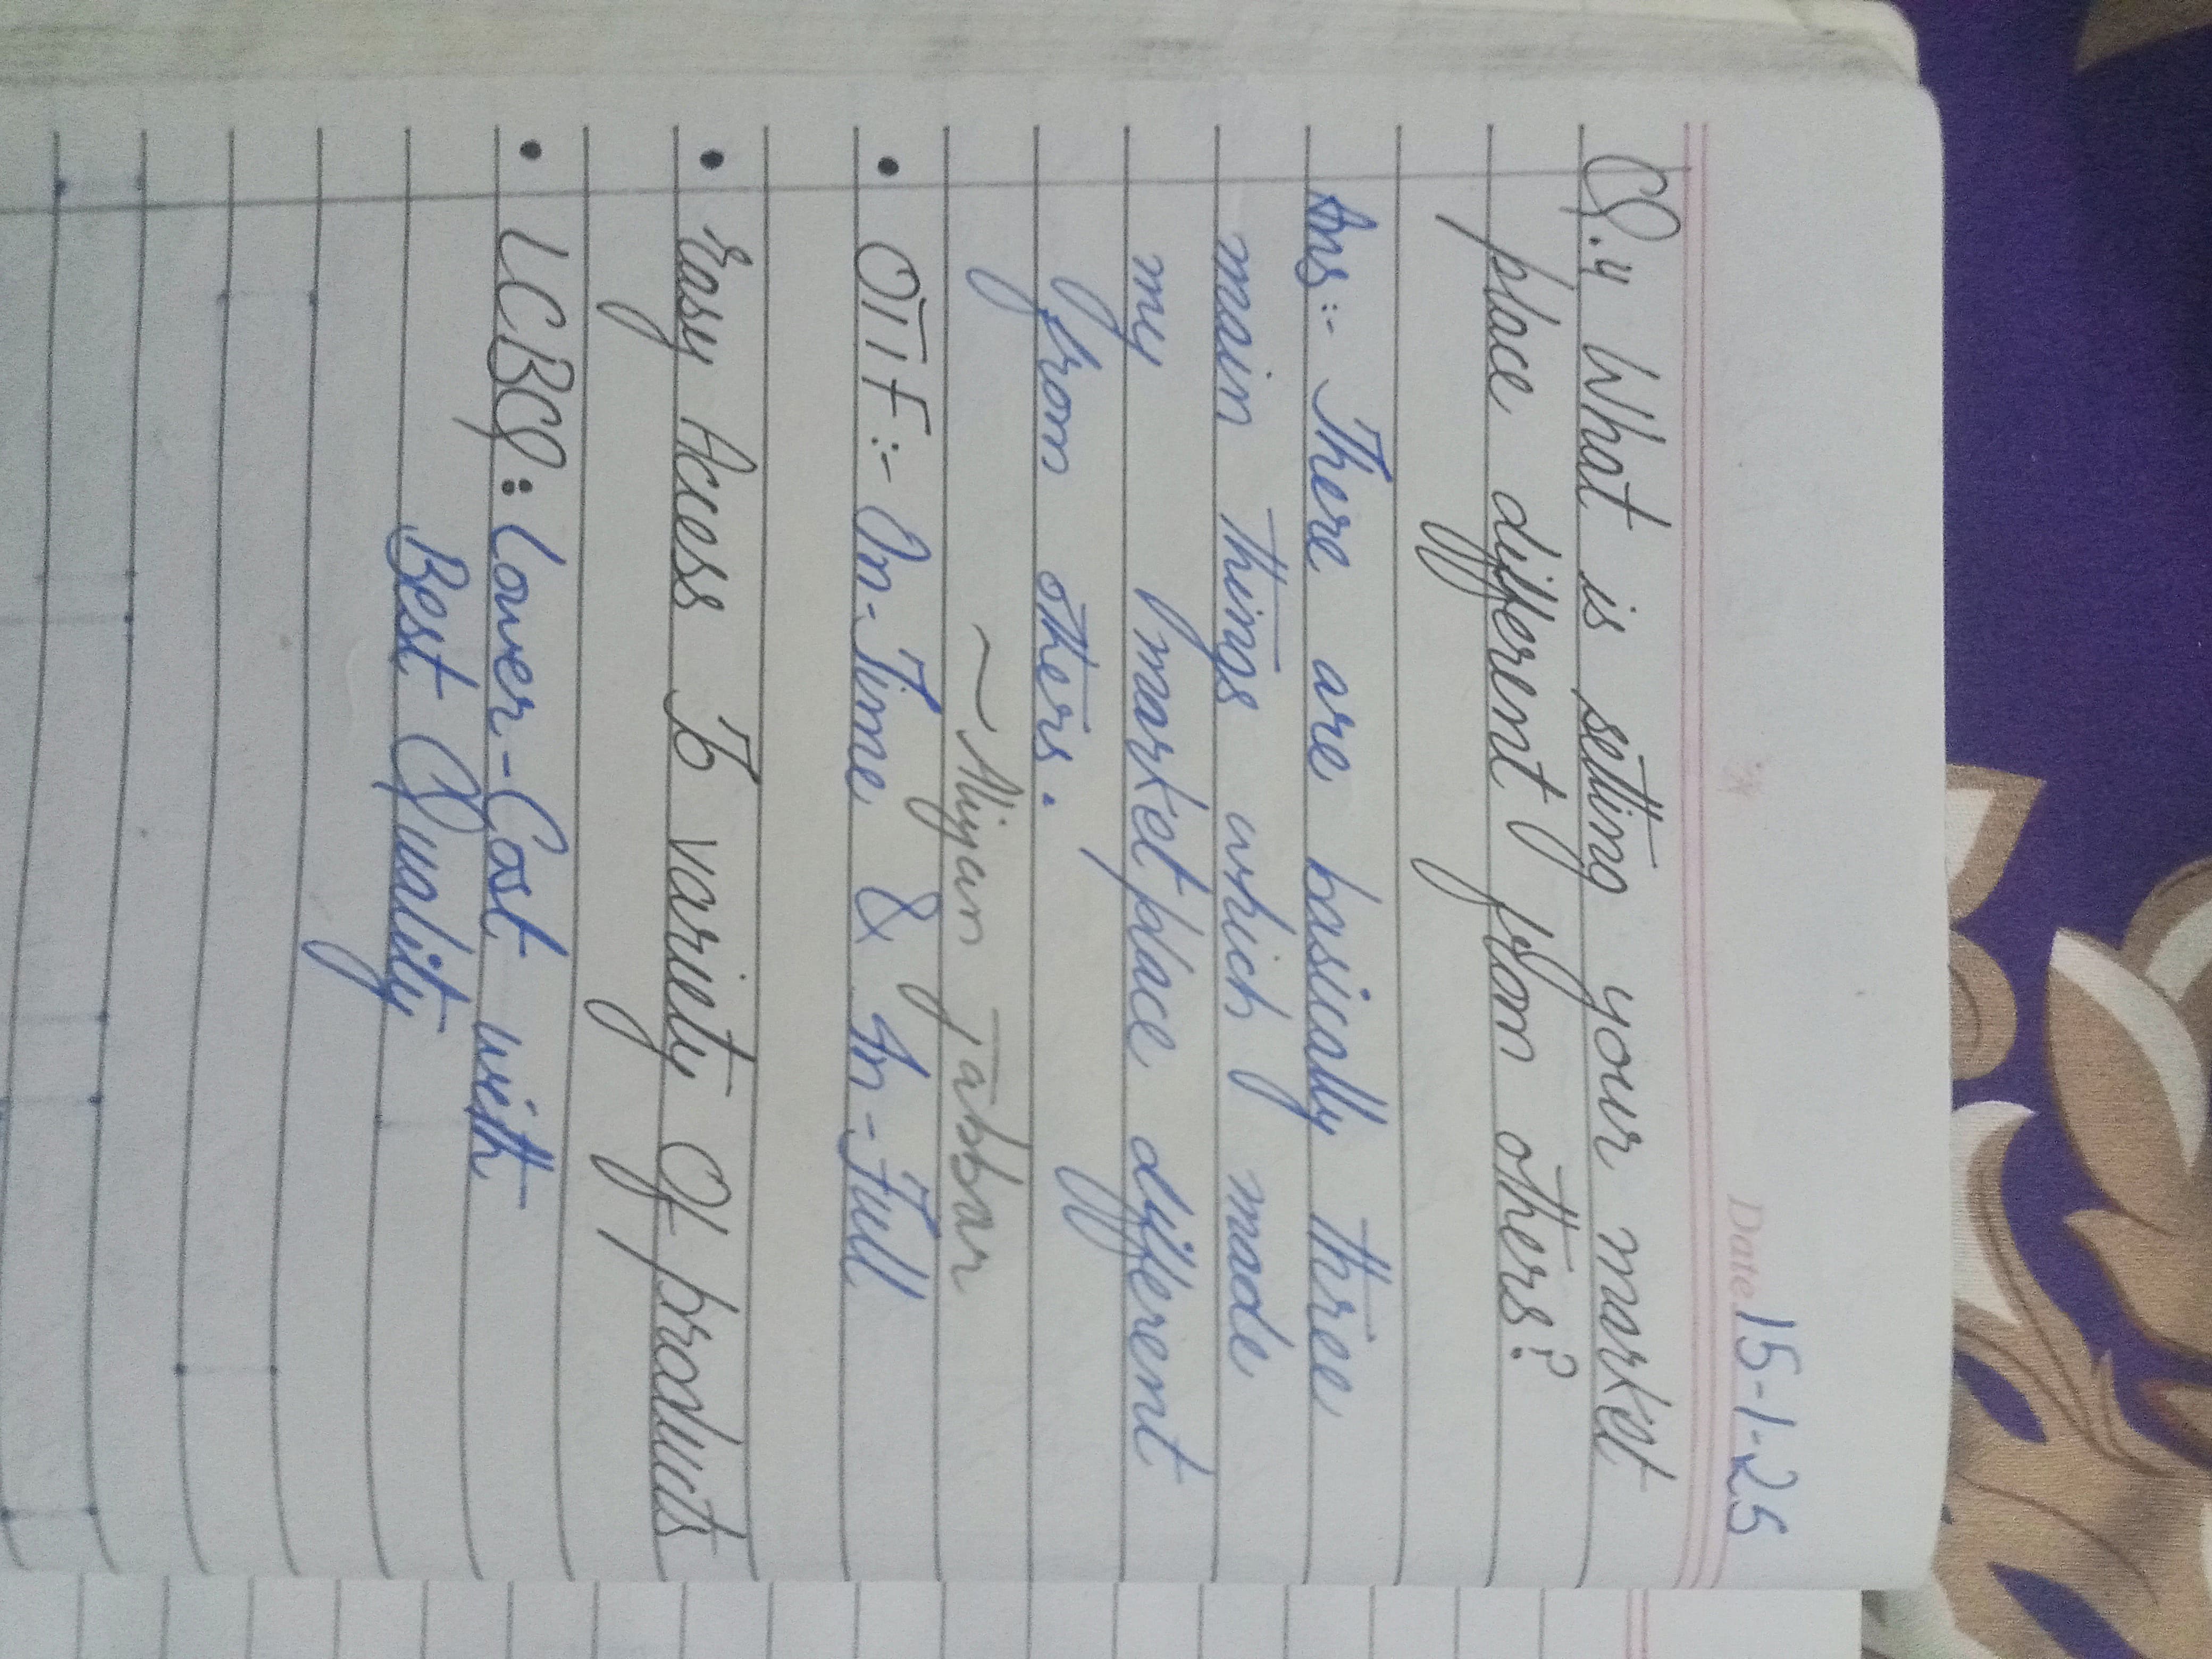 Date 15-1-25
Q.4 What is setting your market
place different from others?
Ans:- There are basically three
main things which made
my marketplace different
from others.
~Aliyan Jabbar
• OTIF:- On-Time & In-Full
• Easy Access To variety Of products
• LCBQ: Lower-Cost with
Best Quality